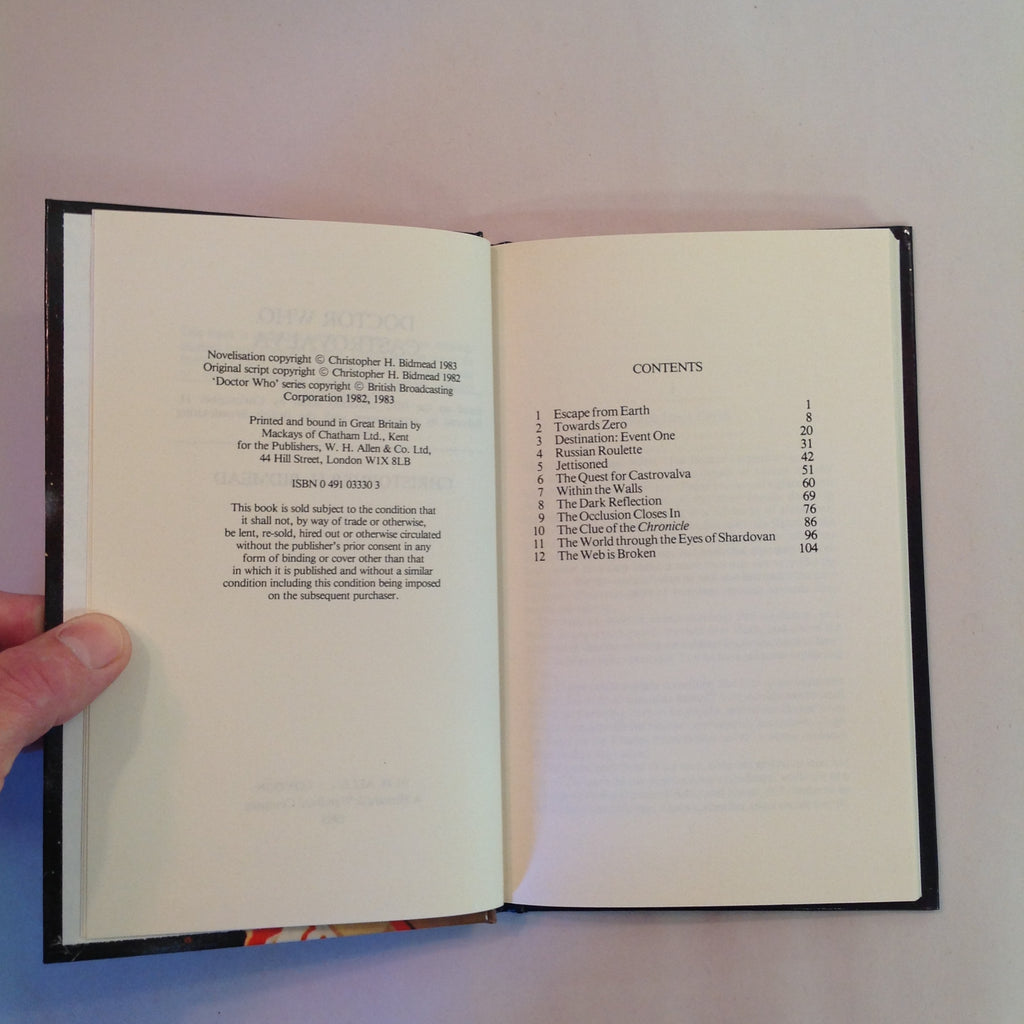 Novelisation copyright © Christopher H. Bidmead 1983
Original script copyright © Christopher H. Bidmead 1982
'Doctor Who' series copyright © British Broadcasting
Corporation 1982, 1983
Printed and bound in Great Britain by
Mackays of Chatham Ltd., Kent
for the Publishers, W. H. Allen & Co. Ltd,
44 Hill Street, London W1X 8LB
ISBN 0 491 03330 3
This book is sold subject to the condition that
it shall not, by way of trade or otherwise,
be lent, re-sold, hired out or otherwise circulated
without the publisher's prior consent in any
form of binding or cover other than that
in which it is published and without a similar
condition including this condition being imposed
on the subsequent purchaser.
CONTENTS
1 Escape from Earth 1
2 Towards Zero 8
3 Destination: Event One 20
4 Russian Roulette 31
5 Jettisoned 42
6 The Quest for Castrovalva 51
7 Within the Walls 60
8 The Dark Reflection 69
9 The Occlusion Closes In 76
10 The Clue of the Chronicle 86
11 The World through the Eyes of Shardovan 96
12 The Web is Broken 104